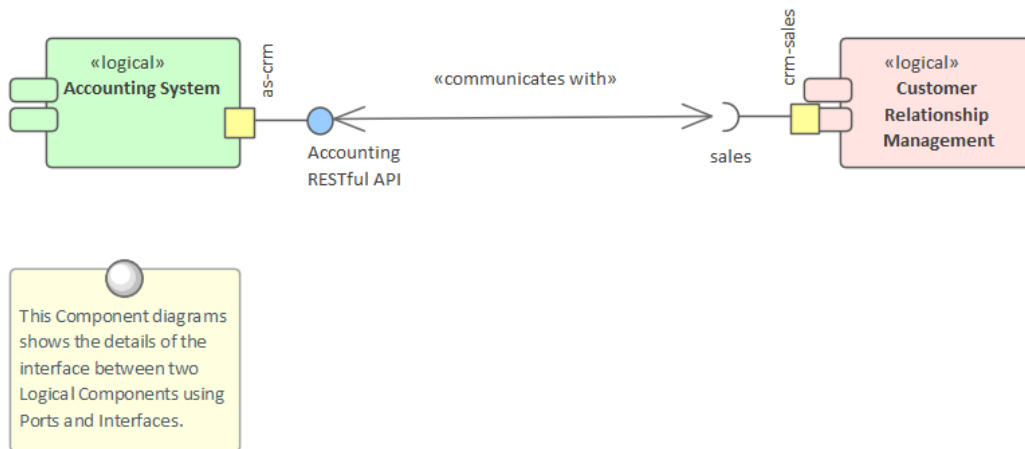 «logical»
Accounting System
as-crm
«communicates with»
Accounting
RESTful API
sales
crm-sales
«logical»
Customer
Relationship
Management
This Component diagrams
shows the details of the
interface between two
Logical Components using
Ports and Interfaces.